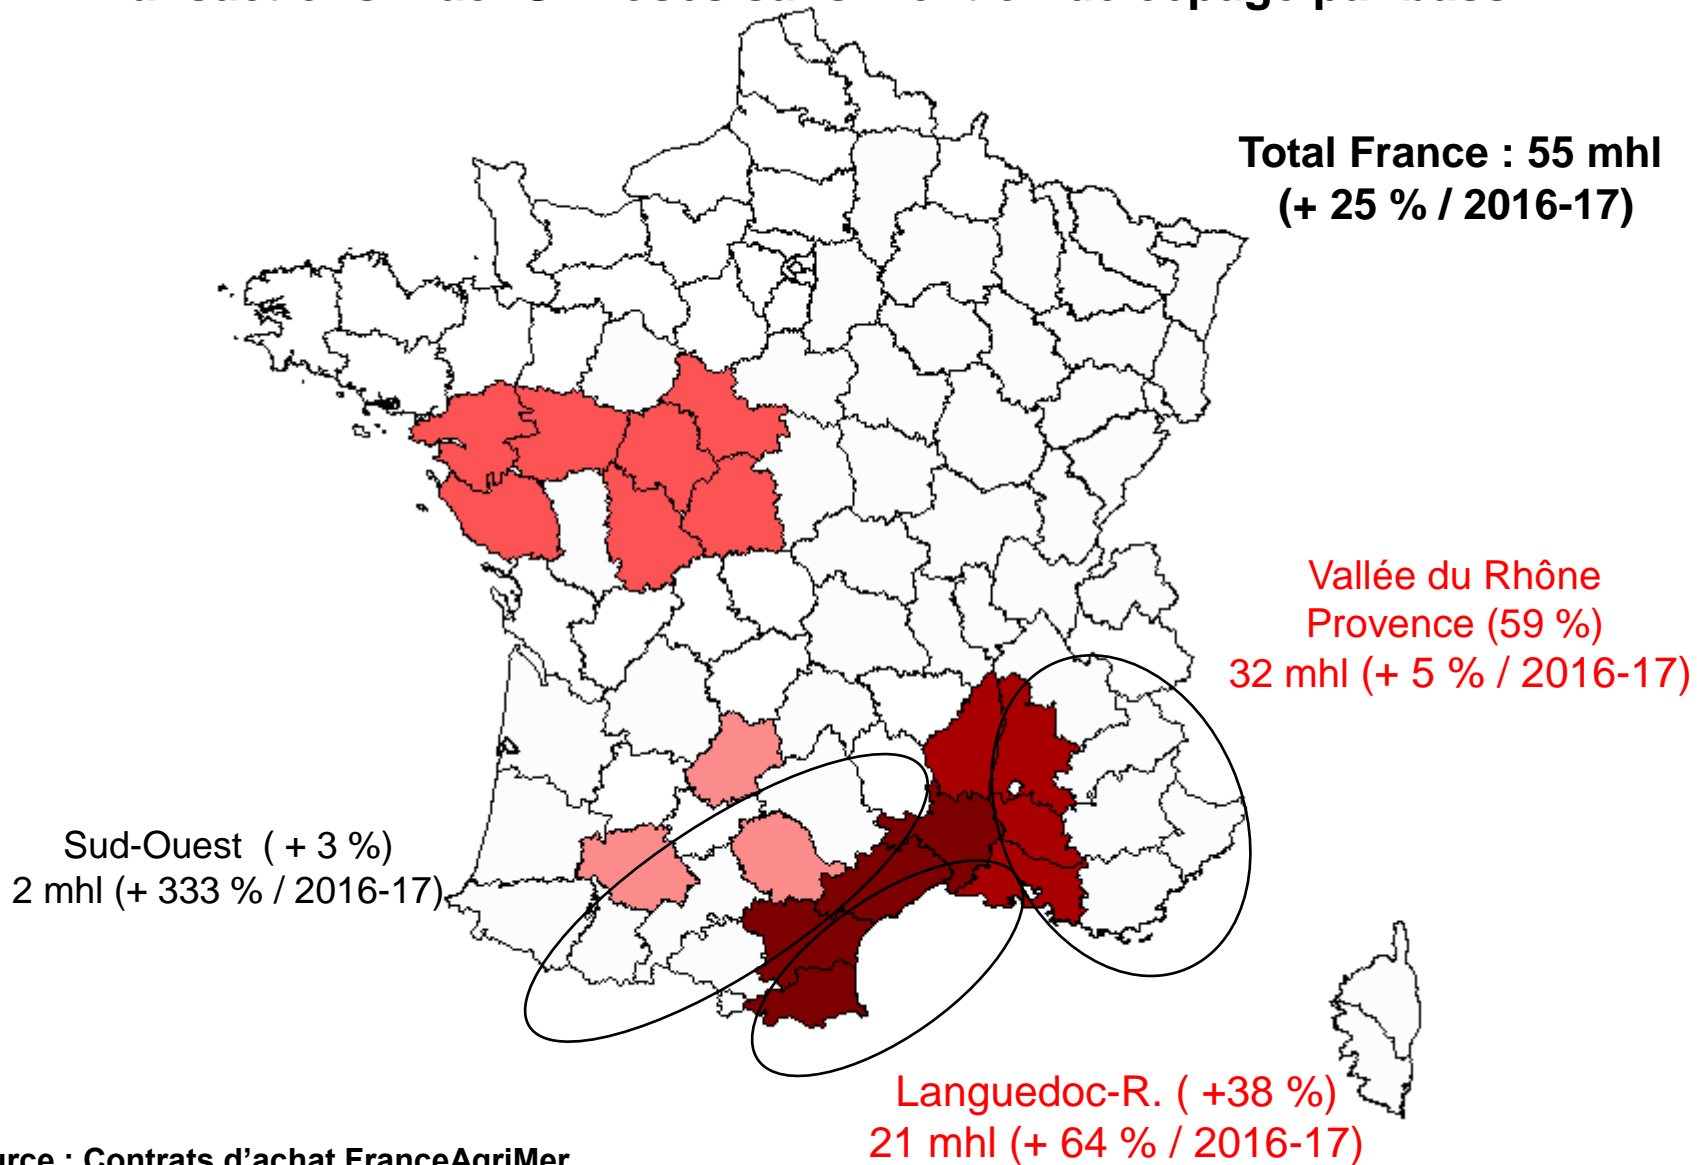 Total France : 55 mhl
(+ 25 % / 2016-17)
Vallée du Rhône
Provence (59 %)
32 mhl (+ 5 % / 2016-17)
Sud-Ouest ( + 3 %)
2 mhl (+ 333 % / 2016-17)
Languedoc-R. ( +38 %)
21 mhl (+ 64 % / 2016-17)
: Contrats d'achat FranceAgriMer